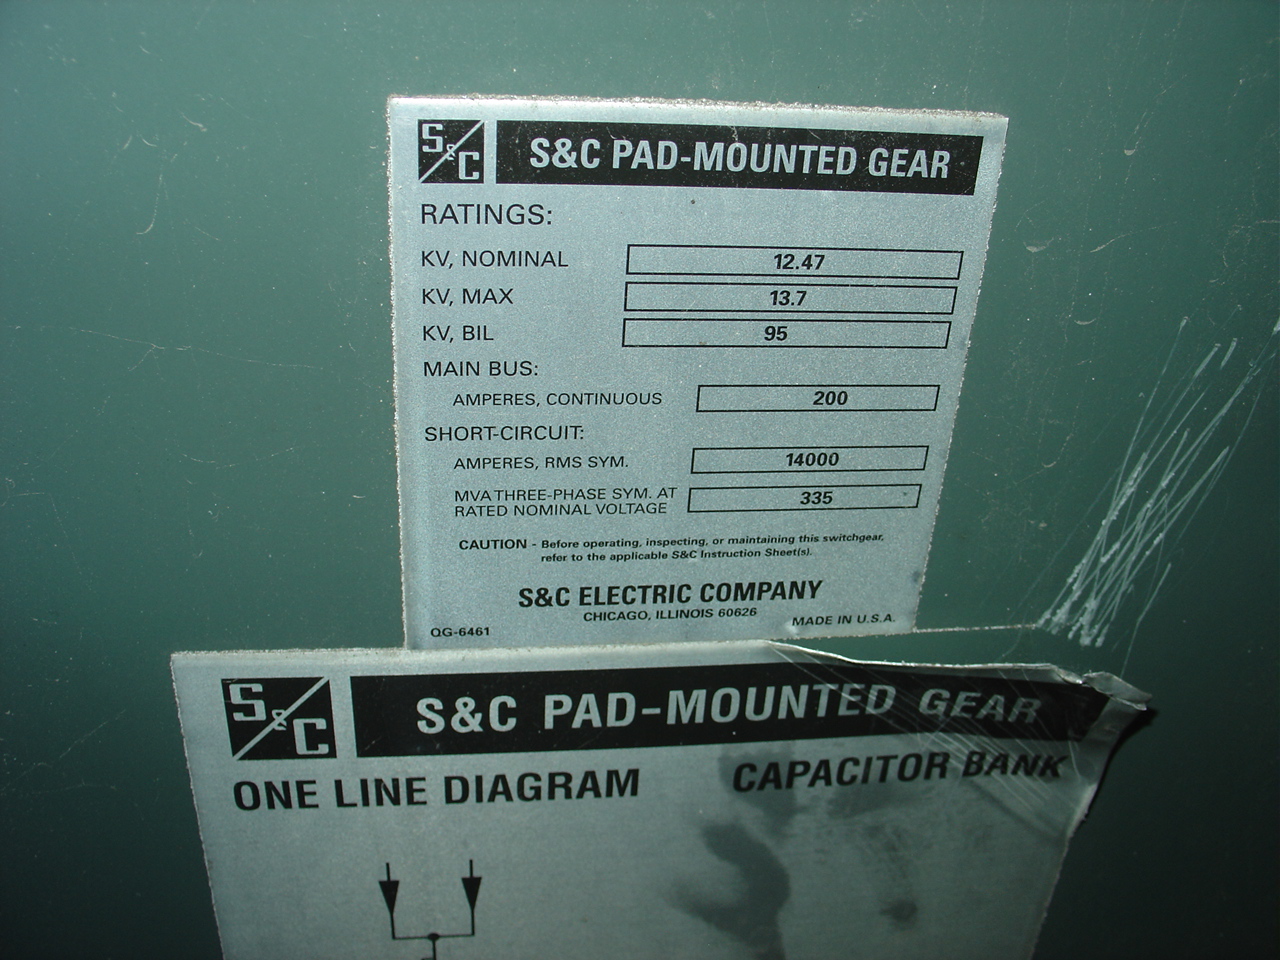 S&C S&C PAD-MOUNTED GEAR
RATINGS:
KV, NOMINAL 12.47
KV, MAX 13.7
KV, BIL 95
MAIN BUS:
AMPERES, CONTINUOUS 200
SHORT-CIRCUIT:
AMPERES, RMS SYM. 14000
MVA THREE-PHASE SYM. AT
RATED NOMINAL VOLTAGE 335
CAUTION - Before operating, inspecting, or maintaining this switchgear,
refer to the applicable S&C Instruction Sheet(s).
S&C ELECTRIC COMPANY
CHICAGO, ILLINOIS 60626
QG-6461 MADE IN U.S.A.
S&C S&C PAD-MOUNTED GEAR
ONE LINE DIAGRAM CAPACITOR BANK